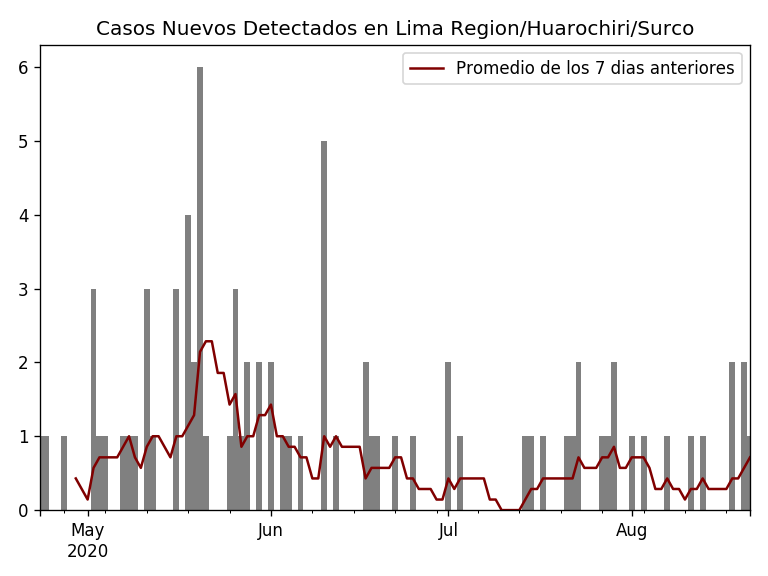 Casos Nuevos Detectados en Lima Region/Huarochiri/Surco
Promedio de los 7 dias anteriores
6
5
4
3
2
1
0
May Jun Jul Aug
2020